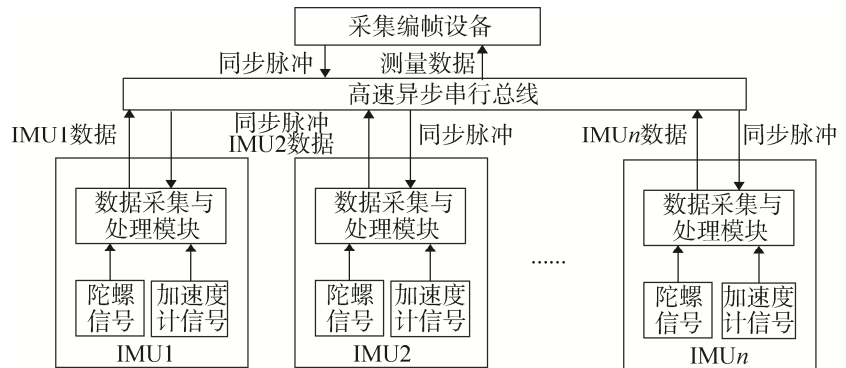 采集编帧设备
同步脉冲
测量数据
高速异步串行总线
IMU1数据
同步脉冲
IMU2数据
同步脉冲
IMUn数据
同步脉冲
数据采集与
处理模块
数据采集与
处理模块
数据采集与
处理模块
......
陀螺
信号
加速度
计信号
陀螺
信号
加速度
计信号
陀螺
信号
加速度
计信号
IMU1
IMU2
IMUn